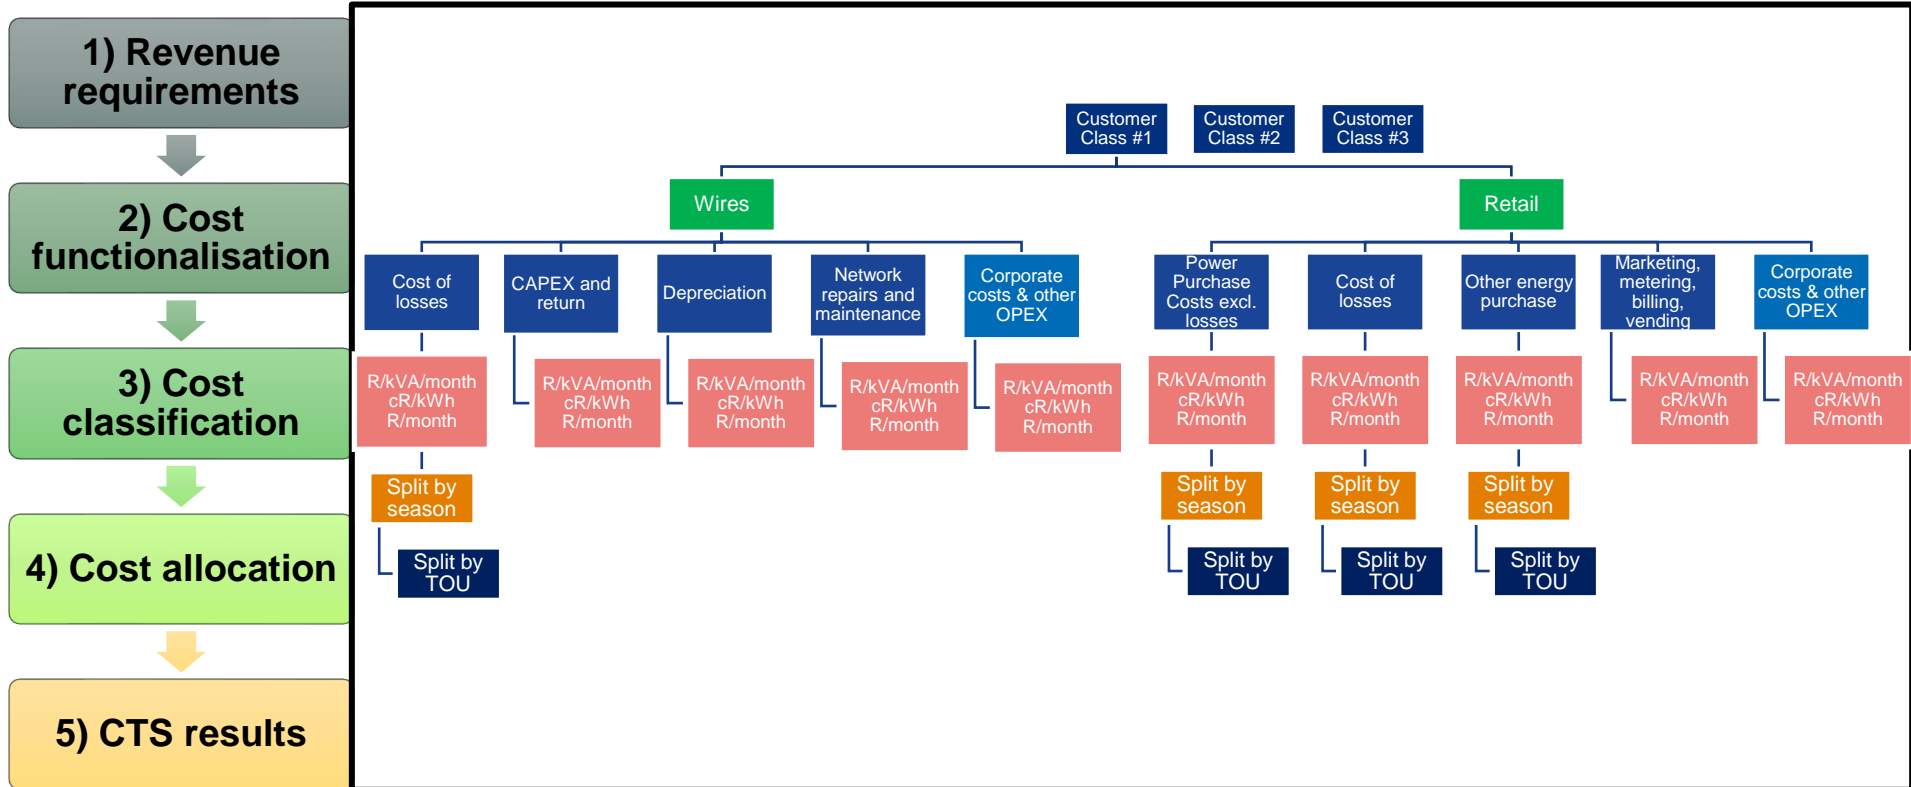 1) Revenue
requirements
2) Cost
functionalisation
3) Cost
classification
4) Cost allocation
5) CTS results
Customer
Class #1
Customer
Class #2
Customer
Class #3
Wires
Retail
Cost of
losses
CAPEX and
return
Depreciation
Network
repairs and
maintenance
Corporate
costs & other
OPEX
Power
Purchase
Costs excl.
losses
Cost of
losses
Other energy
purchase
Marketing,
metering,
billing,
vending
Corporate
costs & other
OPEX
R/kVA/month
cR/kWh
R/month
R/kVA/month
cR/kWh
R/month
R/kVA/month
cR/kWh
R/month
R/kVA/month
cR/kWh
R/month
R/kVA/month
cR/kWh
R/month
R/kVA/month
cR/kWh
R/month
R/kVA/month
cR/kWh
R/month
R/kVA/month
cR/kWh
R/month
R/kVA/month
cR/kWh
R/month
R/kVA/month
cR/kWh
R/month
Split by
season
Split by
season
Split by
season
Split by
season
Split by
TOU
Split by
TOU
Split by
TOU
Split by
TOU